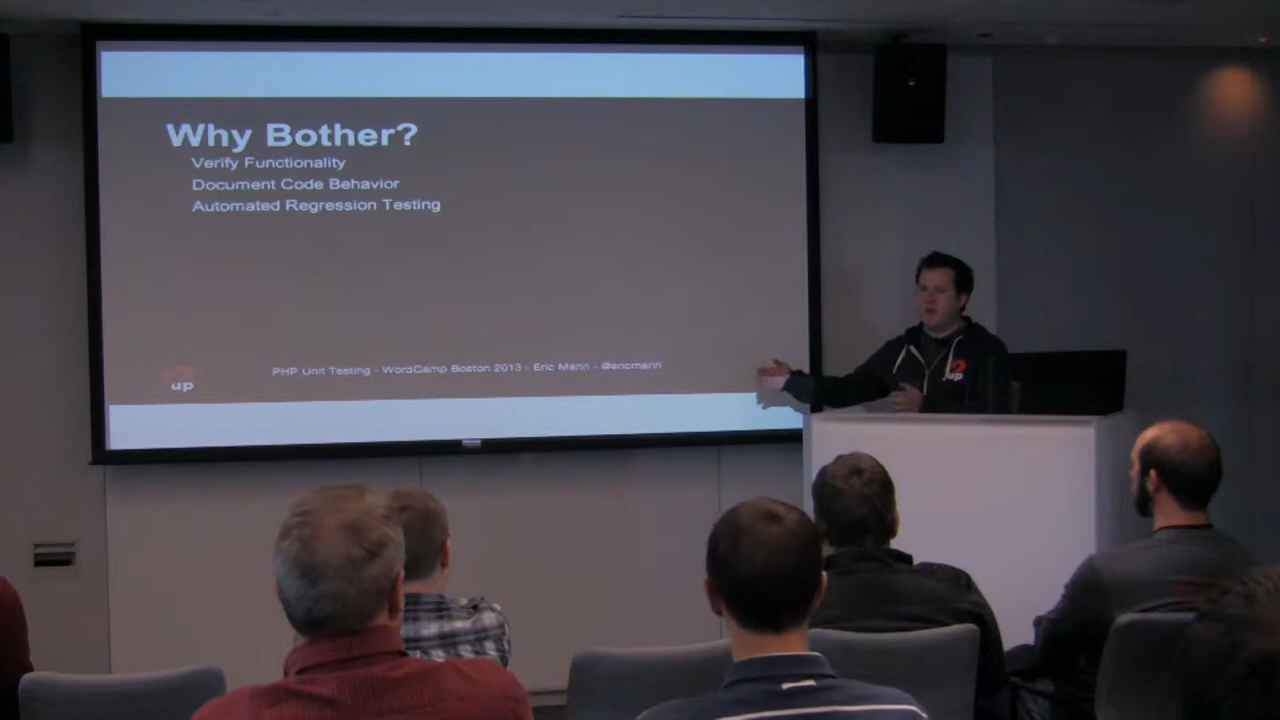 Why Bother?
Verify Functionality
Document Code Behavior
Automated Regression Testing
up
PHP Unit Testing - WordCamp Boston 2013 - Eric Mann - @ericmann
up